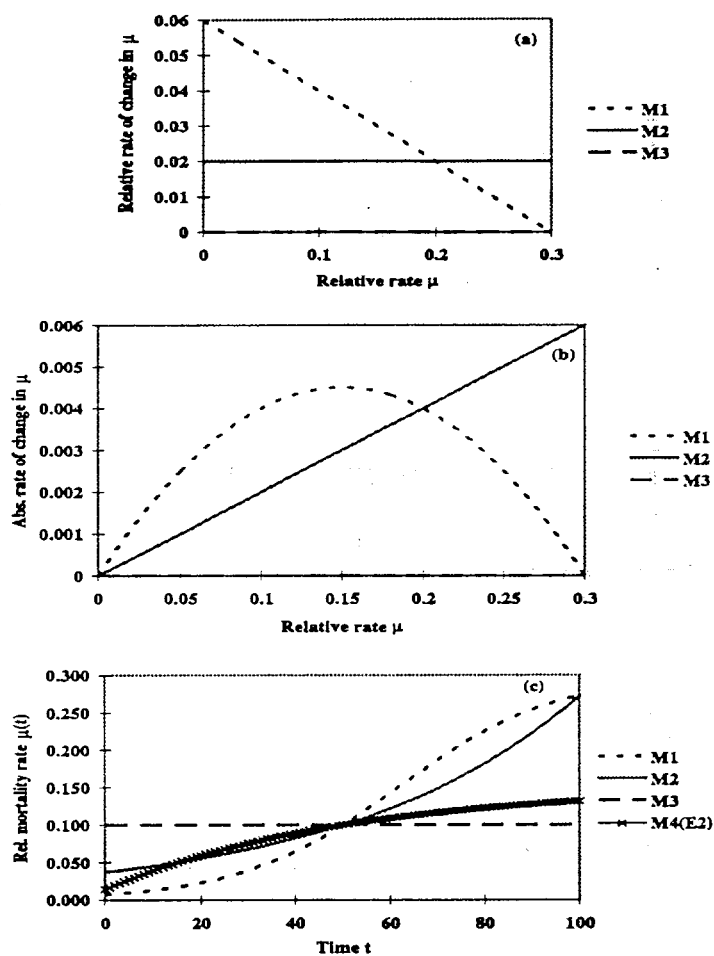 (a)
Relative rate of change in μ
0.06
0.05
0.04
0.03
0.02
0.01
0
0 0.1 0.2 0.3
Relative rate μ
M1
M2
M3
(b)
Abs. rate of change in μ
0.006
0.005
0.004
0.003
0.002
0.001
0
0 0.05 0.1 0.15 0.2 0.25 0.3
Relative rate μ
M1
M2
M3
(c)
Rel. mortality rate μ(t)
0.300
0.250
0.200
0.150
0.100
0.050
0.000
0 20 40 60 80 100
Time t
M1
M2
M3
M4(E2)